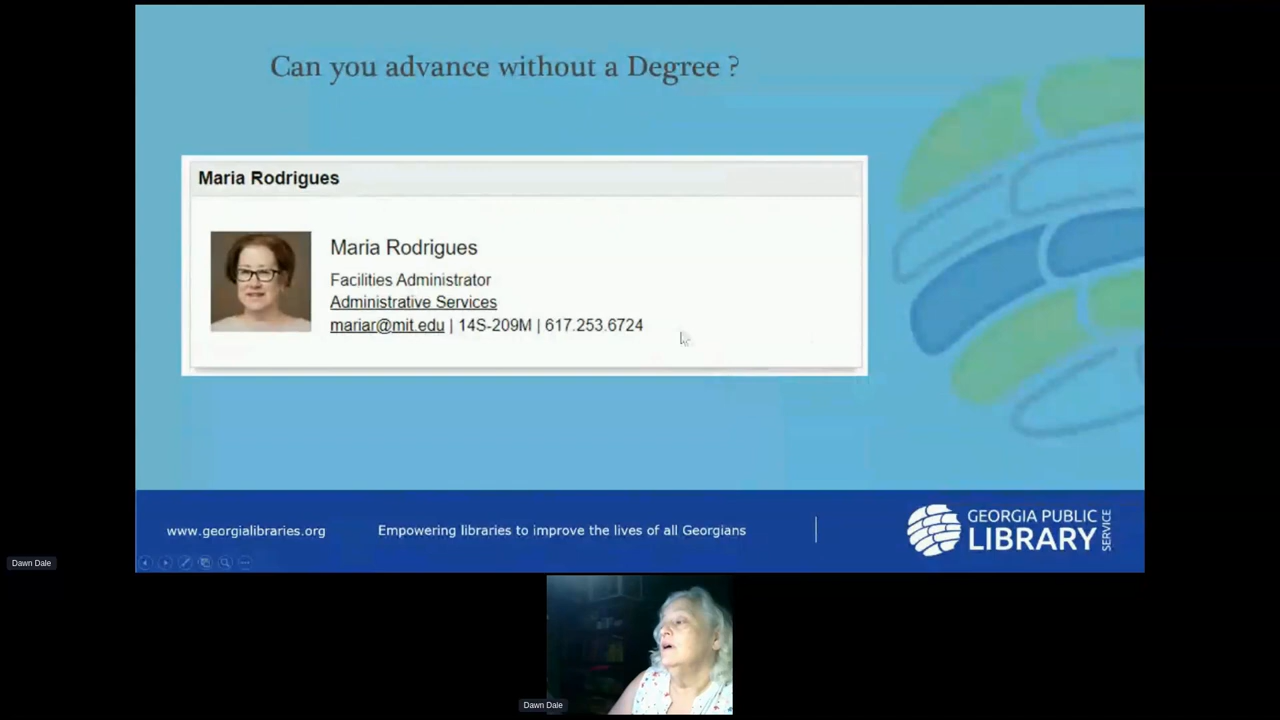 Can you advance without a Degree ?
Maria Rodrigues
Maria Rodrigues
Facilities Administrator
Administrative Services
mariar@mit.edu | 14S-209M | 617.253.6724
www.georgialibraries.org
Empowering libraries to improve the lives of all Georgians
GEORGIA PUBLIC
LIBRARY
SERVICE
Dawn Dale
Dawn Dale